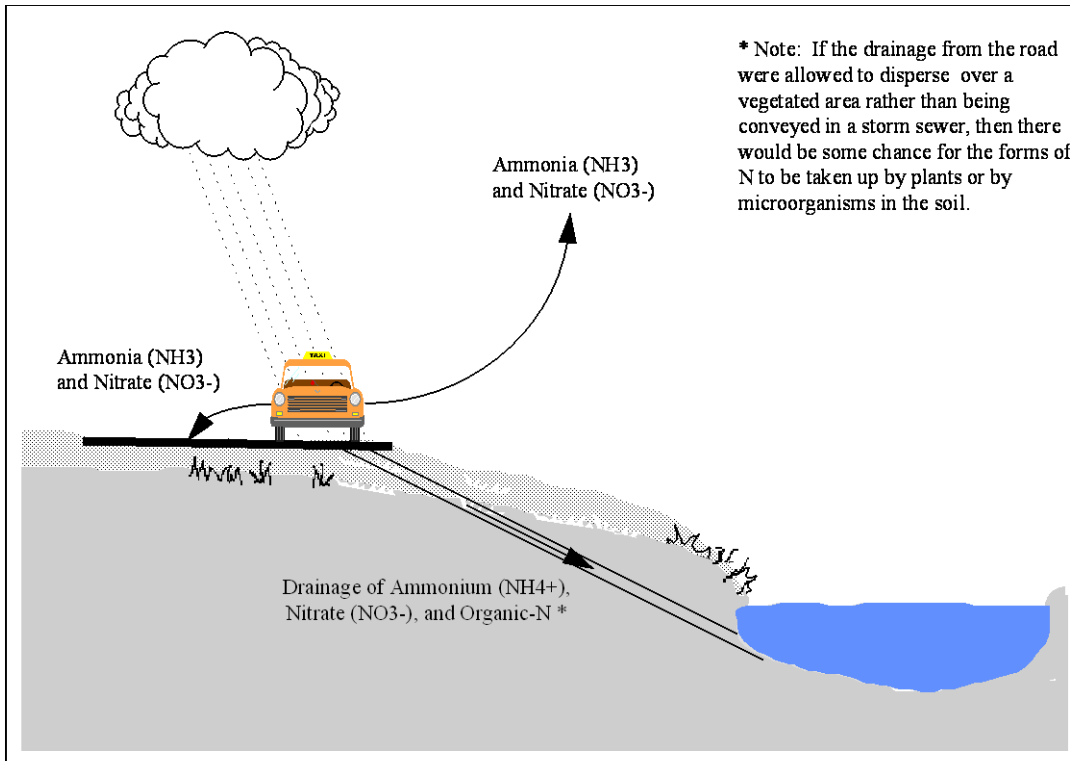 * Note: If the drainage from the road
were allowed to disperse over a
vegetated area rather than being
conveyed in a storm sewer, then there
would be some chance for the forms of
N to be taken up by plants or by
microorganisms in the soil.
Ammonia (NH3)
and Nitrate (NO3-)
TAXI
Ammonia (NH3)
and Nitrate (NO3-)
Drainage of Ammonium (NH4+),
Nitrate (NO3-), and Organic-N *